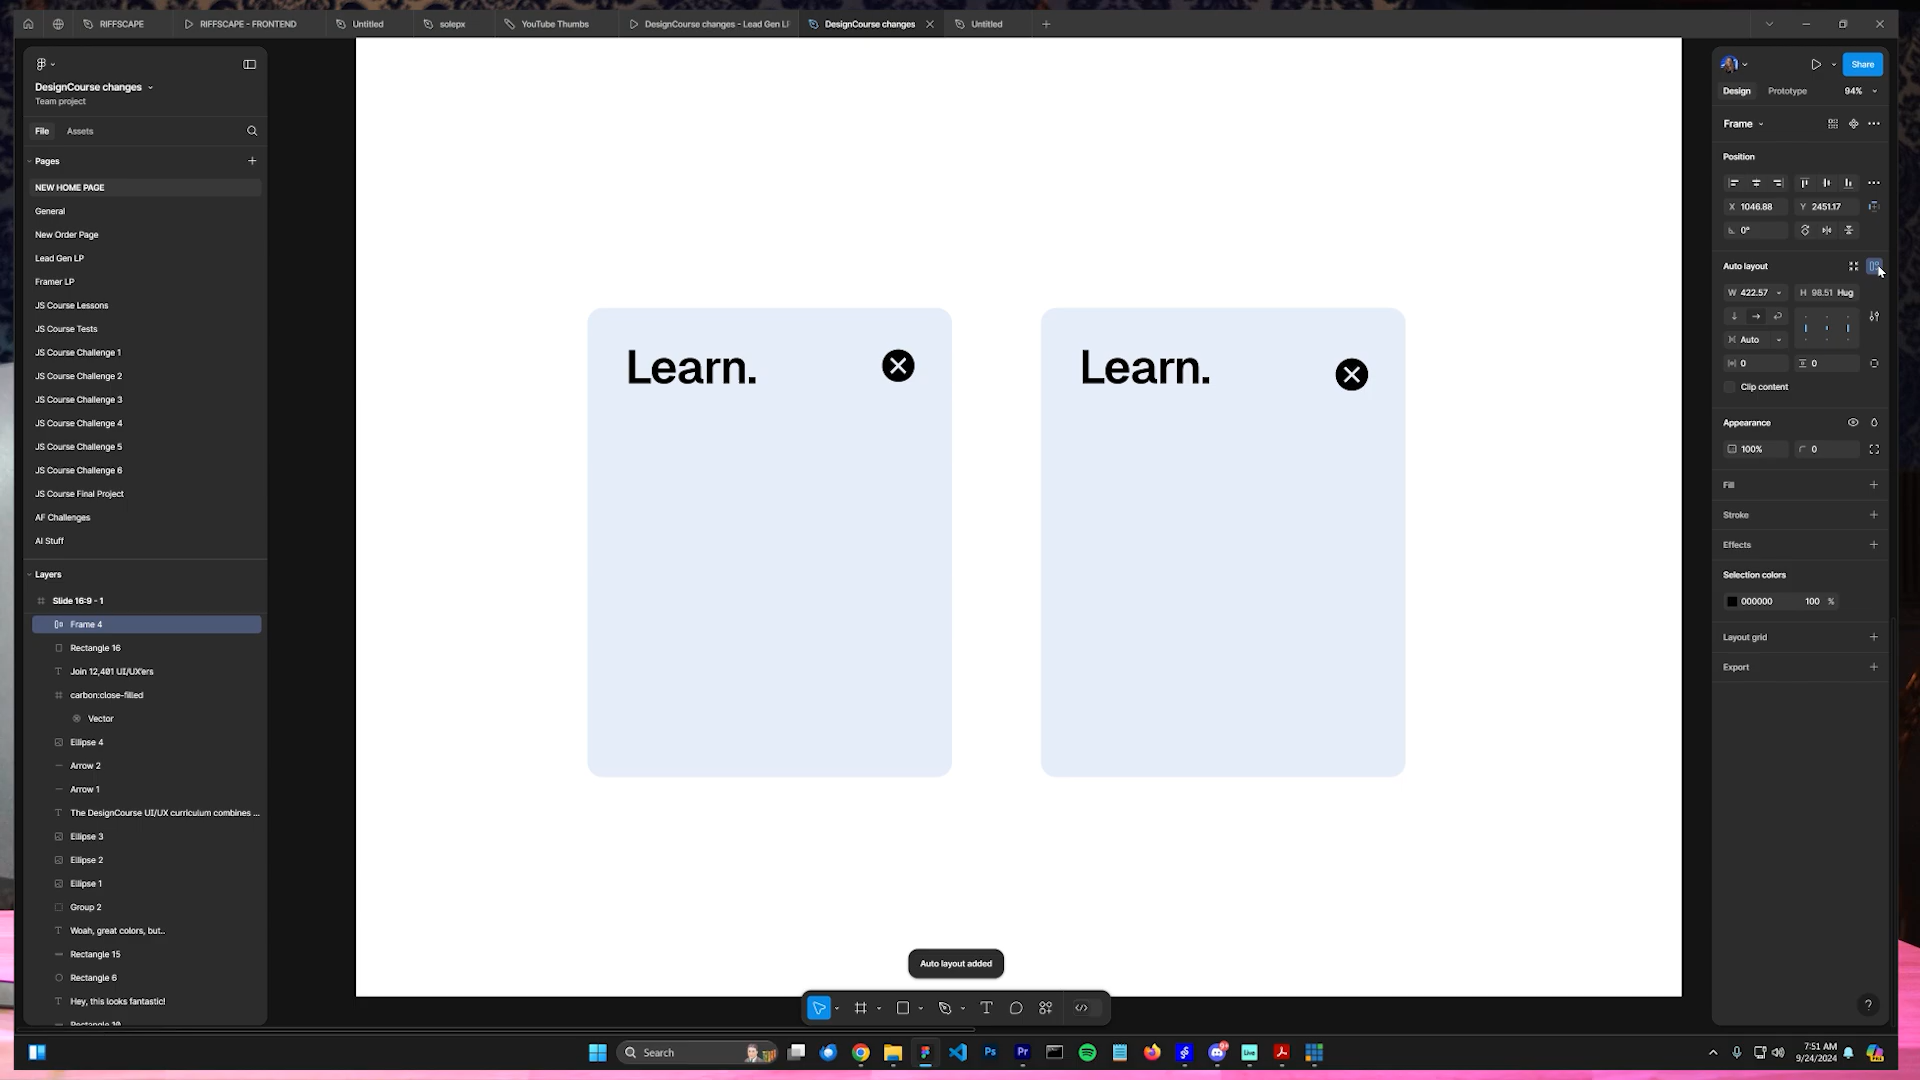 RIFFSCAPE
RIFFSCAPE - FRONTEND
Untitled
solepx
YouTube Thumbs
DesignCourse changes - Lead Gen LP
DesignCourse changes
Untitled
DesignCourse changes
Team project
File
Assets
Pages
NEW HOME PAGE
General
New Order Page
Lead Gen LP
Framer LP
JS Course Lessons
JS Course Tests
JS Course Challenge 1
JS Course Challenge 2
JS Course Challenge 3
JS Course Challenge 4
JS Course Challenge 5
JS Course Challenge 6
JS Course Final Project
AF Challenges
AI Stuff
Layers
Slide 16:9 - 1
Frame 4
Rectangle 16
Join 12,401 UI/UX'ers
carbon:close-filled
Vector
Ellipse 4
Arrow 2
Arrow 1
The DesignCourse UI/UX curriculum combines ...
Ellipse 3
Ellipse 2
Ellipse 1
Group 2
Woah, great colors, but..
Rectangle 15
Rectangle 6
Hey, this looks fantastic!
Rectangle 10
Learn.
Learn.
Auto layout added
Share
Design
Prototype
94%
Frame
Position
X 1046.88
Y 2451.17
0°
Auto layout
W 422.57
H 98.51 Hug
Auto
0
0
Clip content
Appearance
100%
0
Fill
Stroke
Effects
Selection colors
000000 100 %
Layout grid
Export
?
Search
Ps
Pr
Live
7:51 AM
9/24/2024